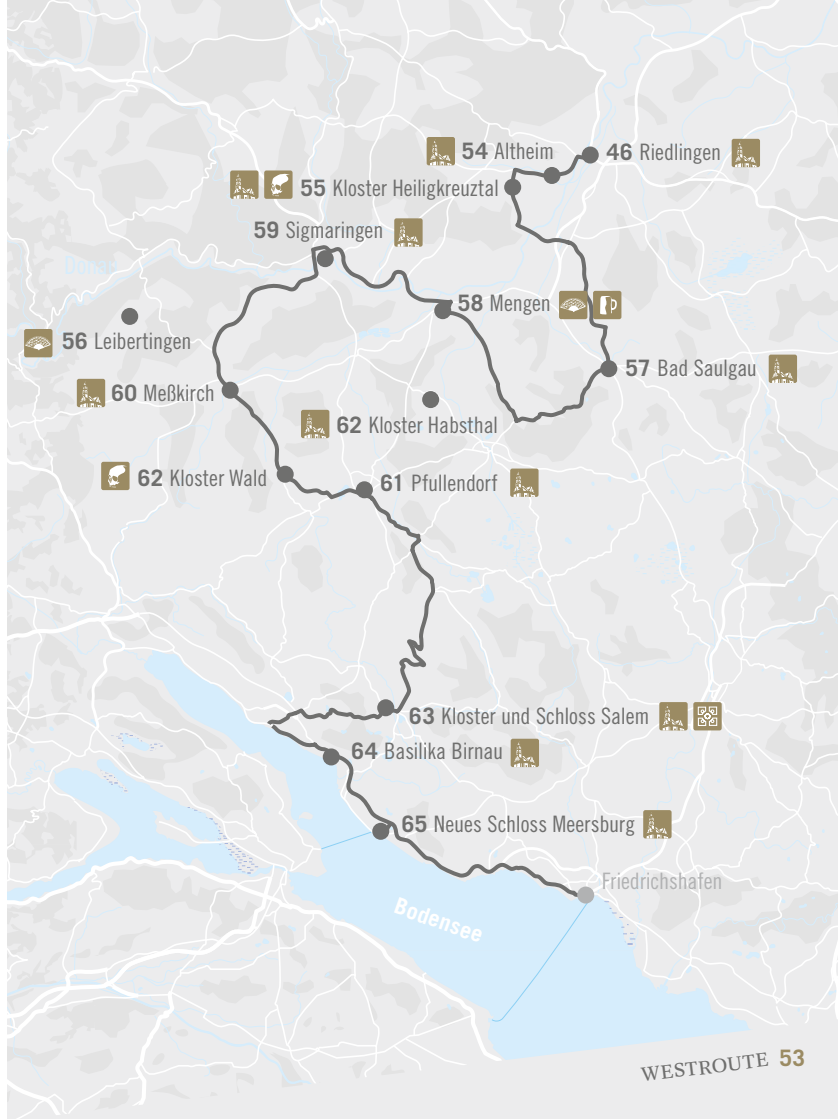 54 Altheim
46 Riedlingen
55 Kloster Heiligkreuztal
59 Sigmaringen
Donau
58 Mengen
56 Leibertingen
57 Bad Saulgau
60 Meßkirch
62 Kloster Habsthal
62 Kloster Wald
61 Pfullendorf
63 Kloster und Schloss Salem
64 Basilika Birnau
65 Neues Schloss Meersburg
Friedrichshafen
Bodensee
WESTROUTE 53